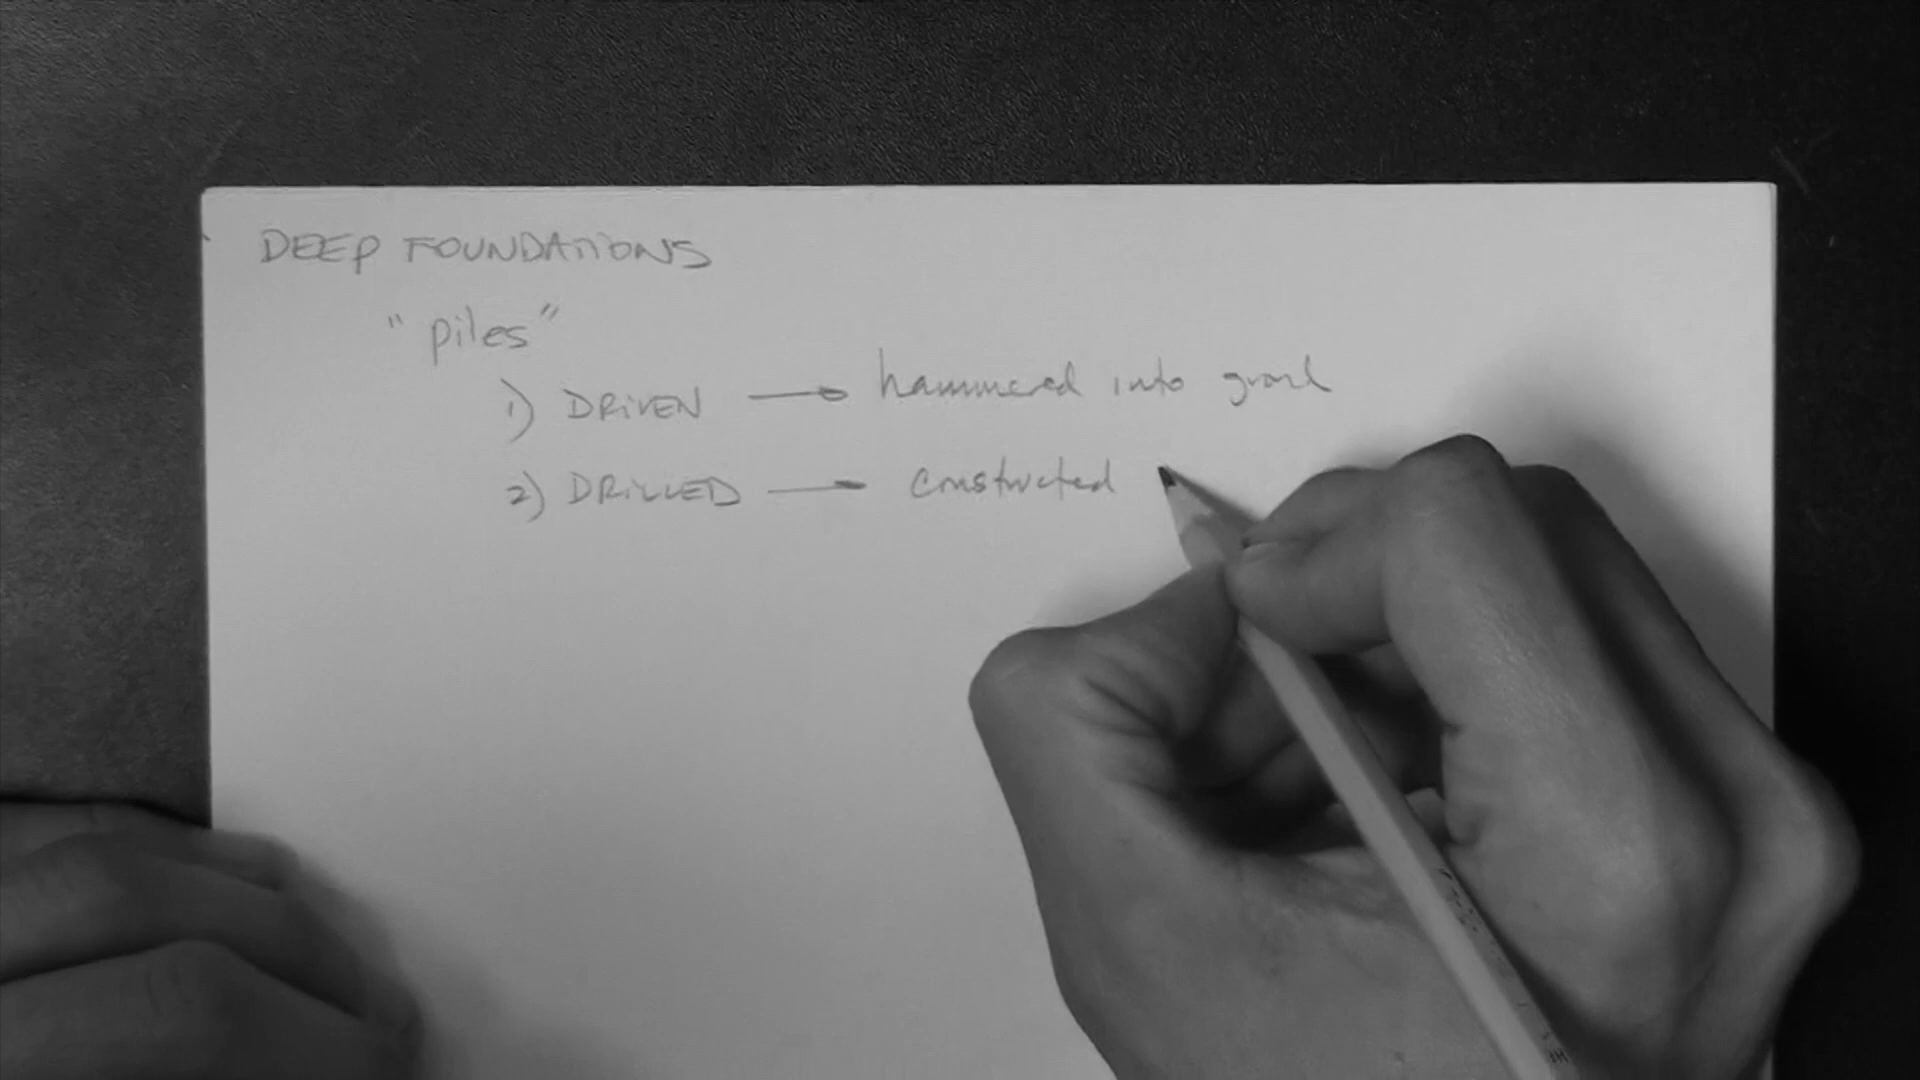 DEEP FOUNDATIONS
"piles"
1) DRIVEN → hammered into ground
2) DRILLED → constructed